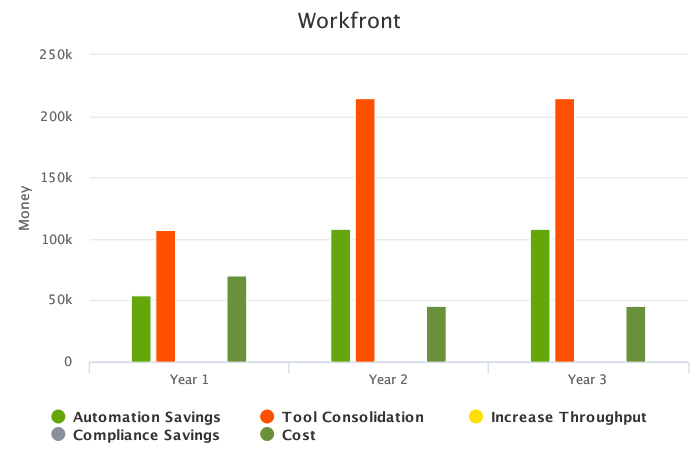 Workfront
250k
200k
150k
100k
50k
0
Money
Year 1
Year 2
Year 3
Automation Savings
Tool Consolidation
Increase Throughput
Compliance Savings
Cost